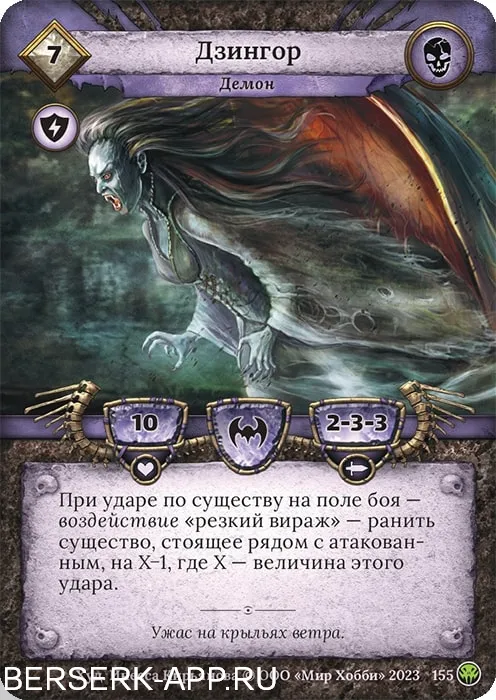 7
Дзингор
Демон
10
2-3-3
При ударе по существу на поле боя —
воздействие «резкий вираж» — ранить
существо, стоящее рядом с атакован-
ным, на X–1, где X — величина этого
удара.
Ужас на крыльях ветра.
© ООО «Мир Хобби» 2023 155
BERSERK-APP.RU